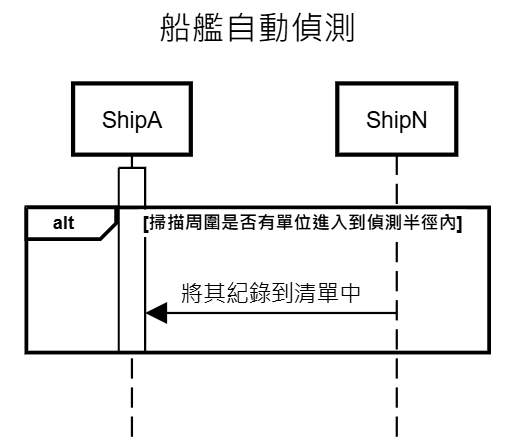 船艦自動偵測
ShipA
ShipN
alt
[掃描周圍是否有單位進入到偵測半徑內]
將其紀錄到清單中